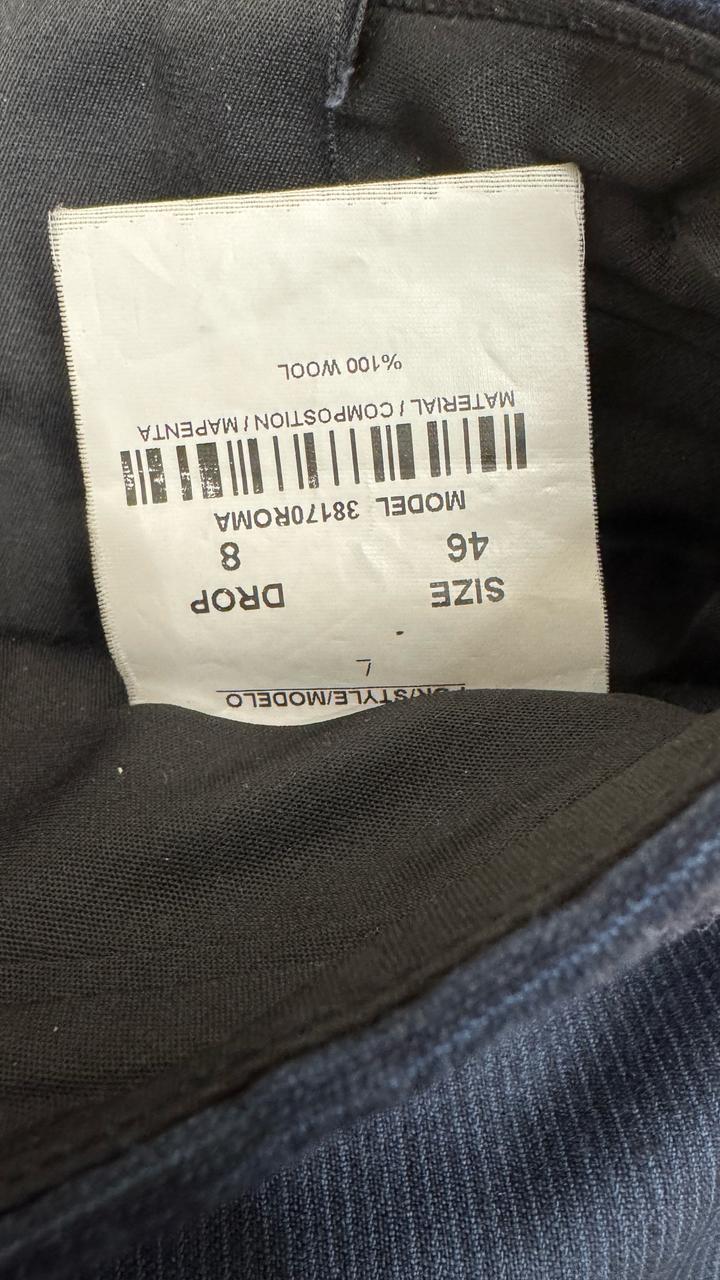 /STYLE/MODELO
SIZE DROP
46 8
MODEL 38170ROMA
MATERIAL / COMPOSTION / MAPENTA
%100 WOOL